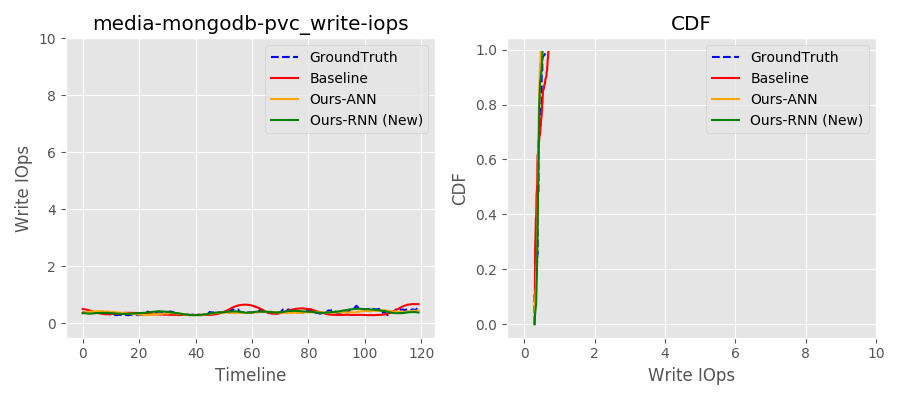 media-mongodb-pvc_write-iops
Write IOps
10
8
6
4
2
0
0 20 40 60 80 100 120
Timeline
GroundTruth
Baseline
Ours-ANN
Ours-RNN (New)
CDF
CDF
1.0
0.8
0.6
0.4
0.2
0.0
0 2 4 6 8 10
Write IOps
GroundTruth
Baseline
Ours-ANN
Ours-RNN (New)